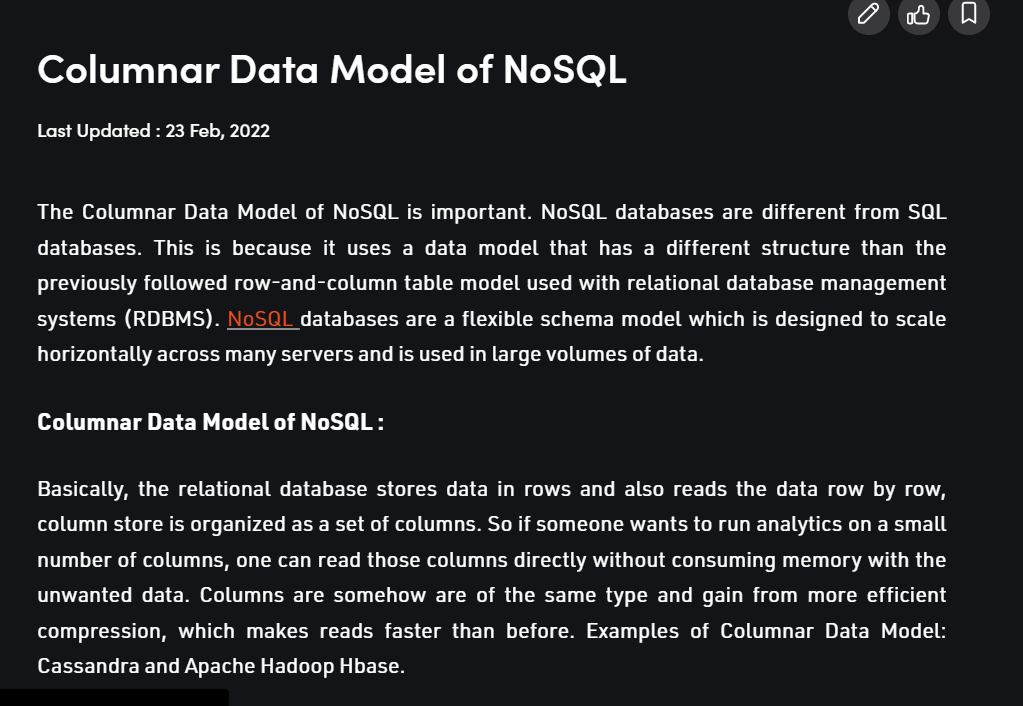 Columnar Data Model of NoSQL
Last Updated : 23 Feb, 2022
The Columnar Data Model of NoSQL is important. NoSQL databases are different from SQL
databases. This is because it uses a data model that has a different structure than the
previously followed row-and-column table model used with relational database management
systems (RDBMS). NoSQL databases are a flexible schema model which is designed to scale
horizontally across many servers and is used in large volumes of data.
Columnar Data Model of NoSQL :
Basically, the relational database stores data in rows and also reads the data row by row,
column store is organized as a set of columns. So if someone wants to run analytics on a small
number of columns, one can read those columns directly without consuming memory with the
unwanted data. Columns are somehow are of the same type and gain from more efficient
compression, which makes reads faster than before. Examples of Columnar Data Model:
Cassandra and Apache Hadoop Hbase.